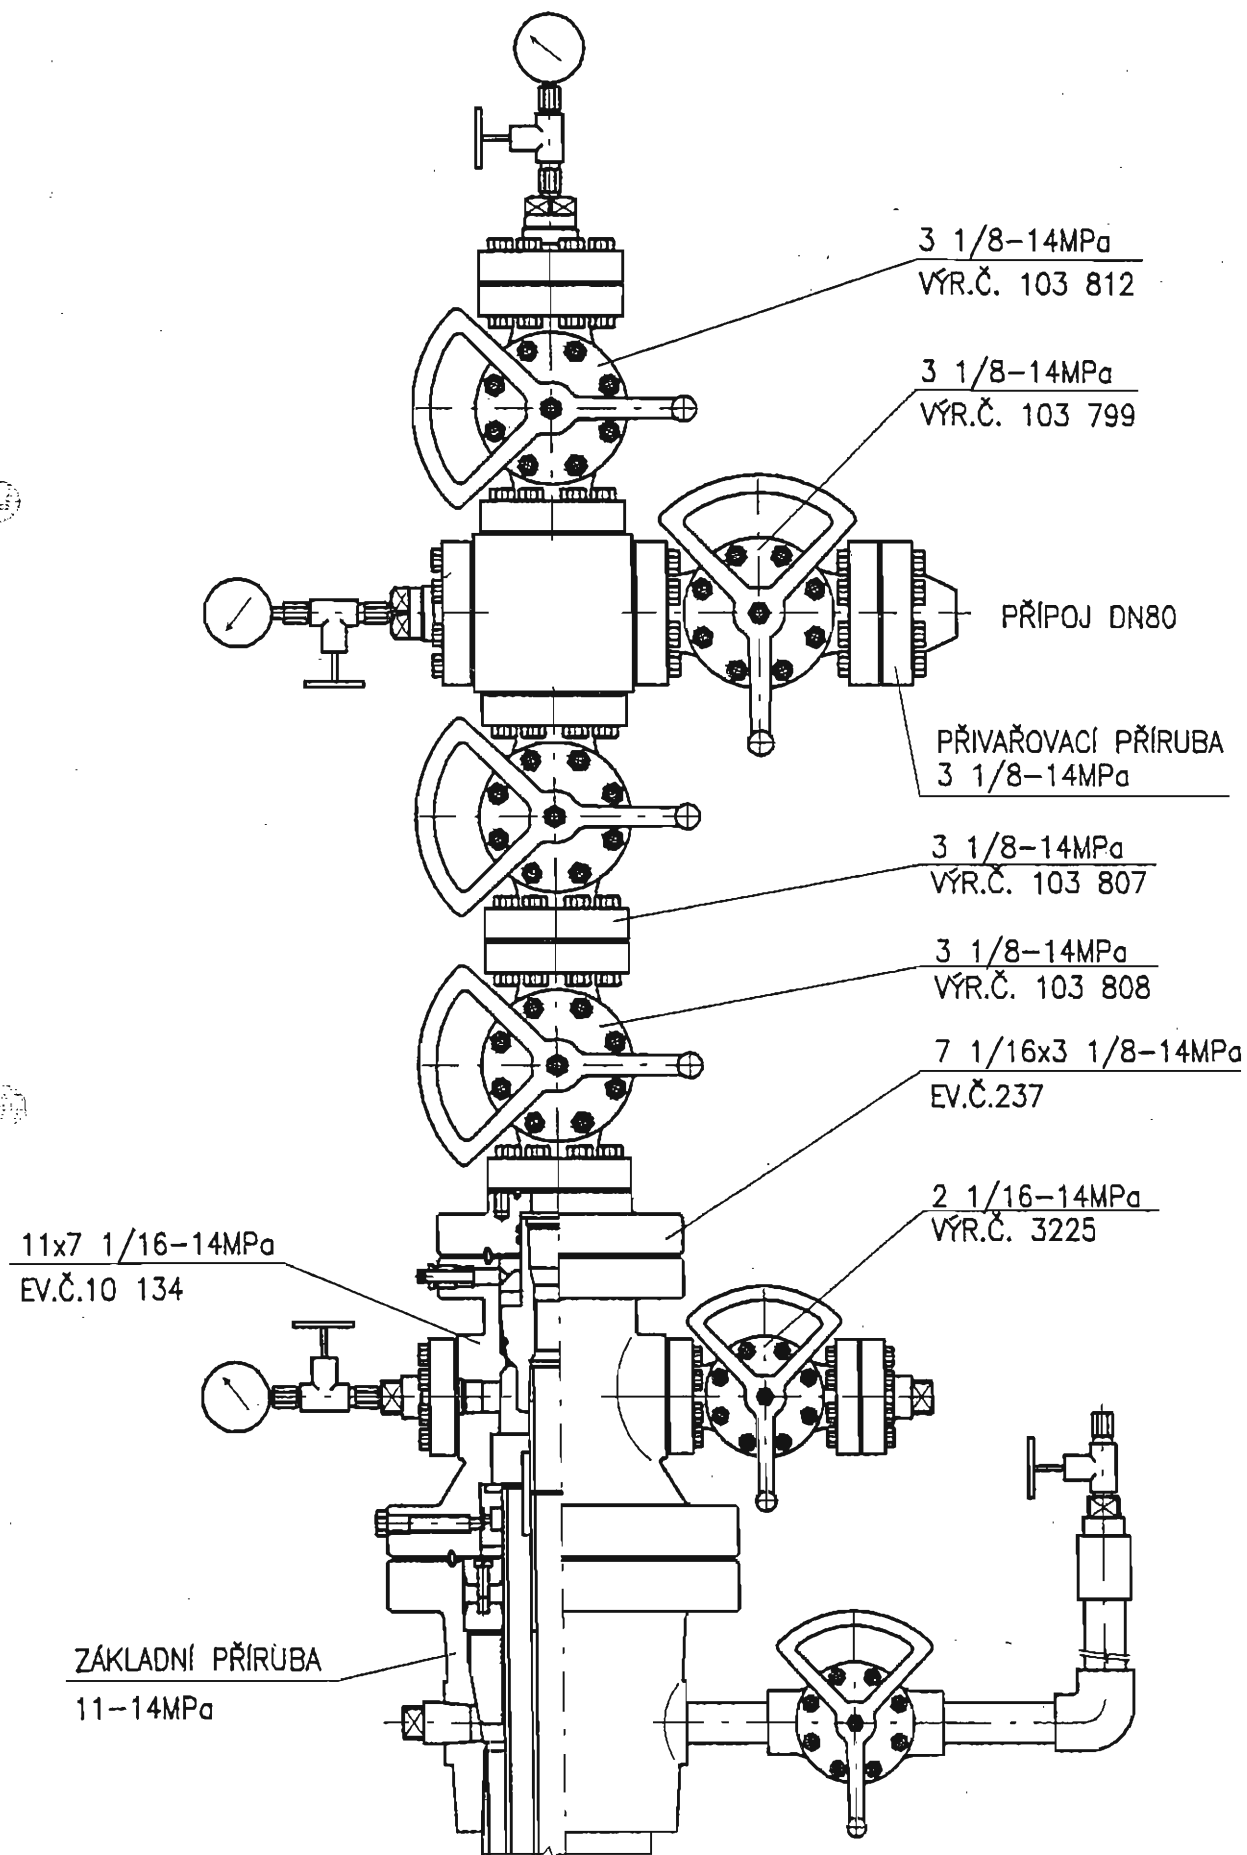 3 1/8-14MPa
VÝR.Č. 103 812
3 1/8-14MPa
VÝR.Č. 103 799
PŘÍPOJ DN80
PŘIVAŘOVACÍ PŘÍRUBA
3 1/8-14MPa
3 1/8-14MPa
VÝR.Č. 103 807
3 1/8-14MPa
VÝR.Č. 103 808
7 1/16x3 1/8-14MPa
EV.Č.237
2 1/16-14MPa
VÝR.Č. 3225
11x7 1/16-14MPa
EV.Č.10 134
ZÁKLADNÍ PŘÍRUBA
11-14MPa